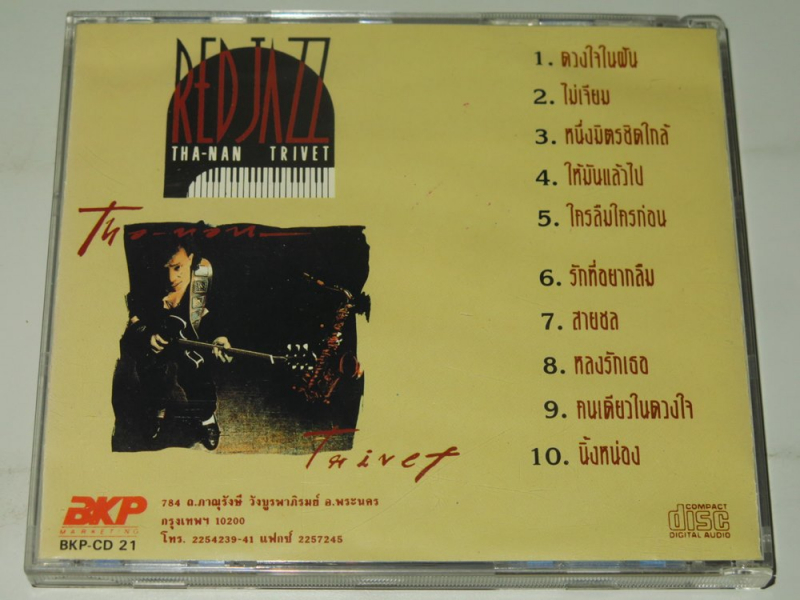 RED JAZZ
THA-NAN TRIVET
Tha-nan
Trivet
1. ดวงใจในฝัน
2. ไม่เจียม
3. หนึ่งมิตรชิดใกล้
4. ให้มันแล้วไป
5. ใครลืมใครก่อน
6. รักที่อยากลืม
7. สายชล
8. หลงรักเธอ
9. คนเดียวในดวงใจ
10. นิ้งหน่อง
BKP
MARKETING
BKP-CD 21
784 ถ.ภาณุรังษี วังบูรพาภิรมย์ อ.พระนคร
กรุงเทพฯ 10200
โทร. 2254239-41 แฟกซ์ 2257245
COMPACT
disc
DIGITAL AUDIO